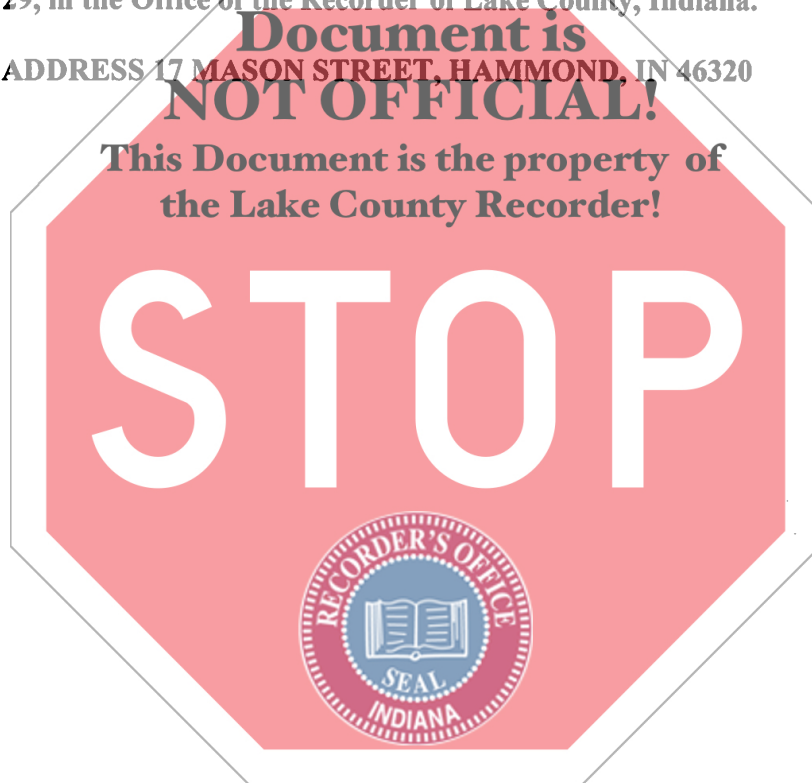 29, in the Office of the Recorder of Lake County, Indiana.
Document is
ADDRESS 17 MASON STREET, HAMMOND, IN 46320
NOT OFFICIAL!
This Document is the property of
the Lake County Recorder!
STOP
RECORDER'S OFFICE
SEAL
INDIANA